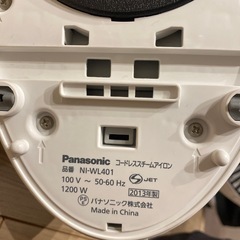 Panasonic コードレススチームアイロン
品番 NI-WL401
S JET
100 V ～ 50-60 Hz
1200 W
2013年製
パナソニック株式会社
Made in China